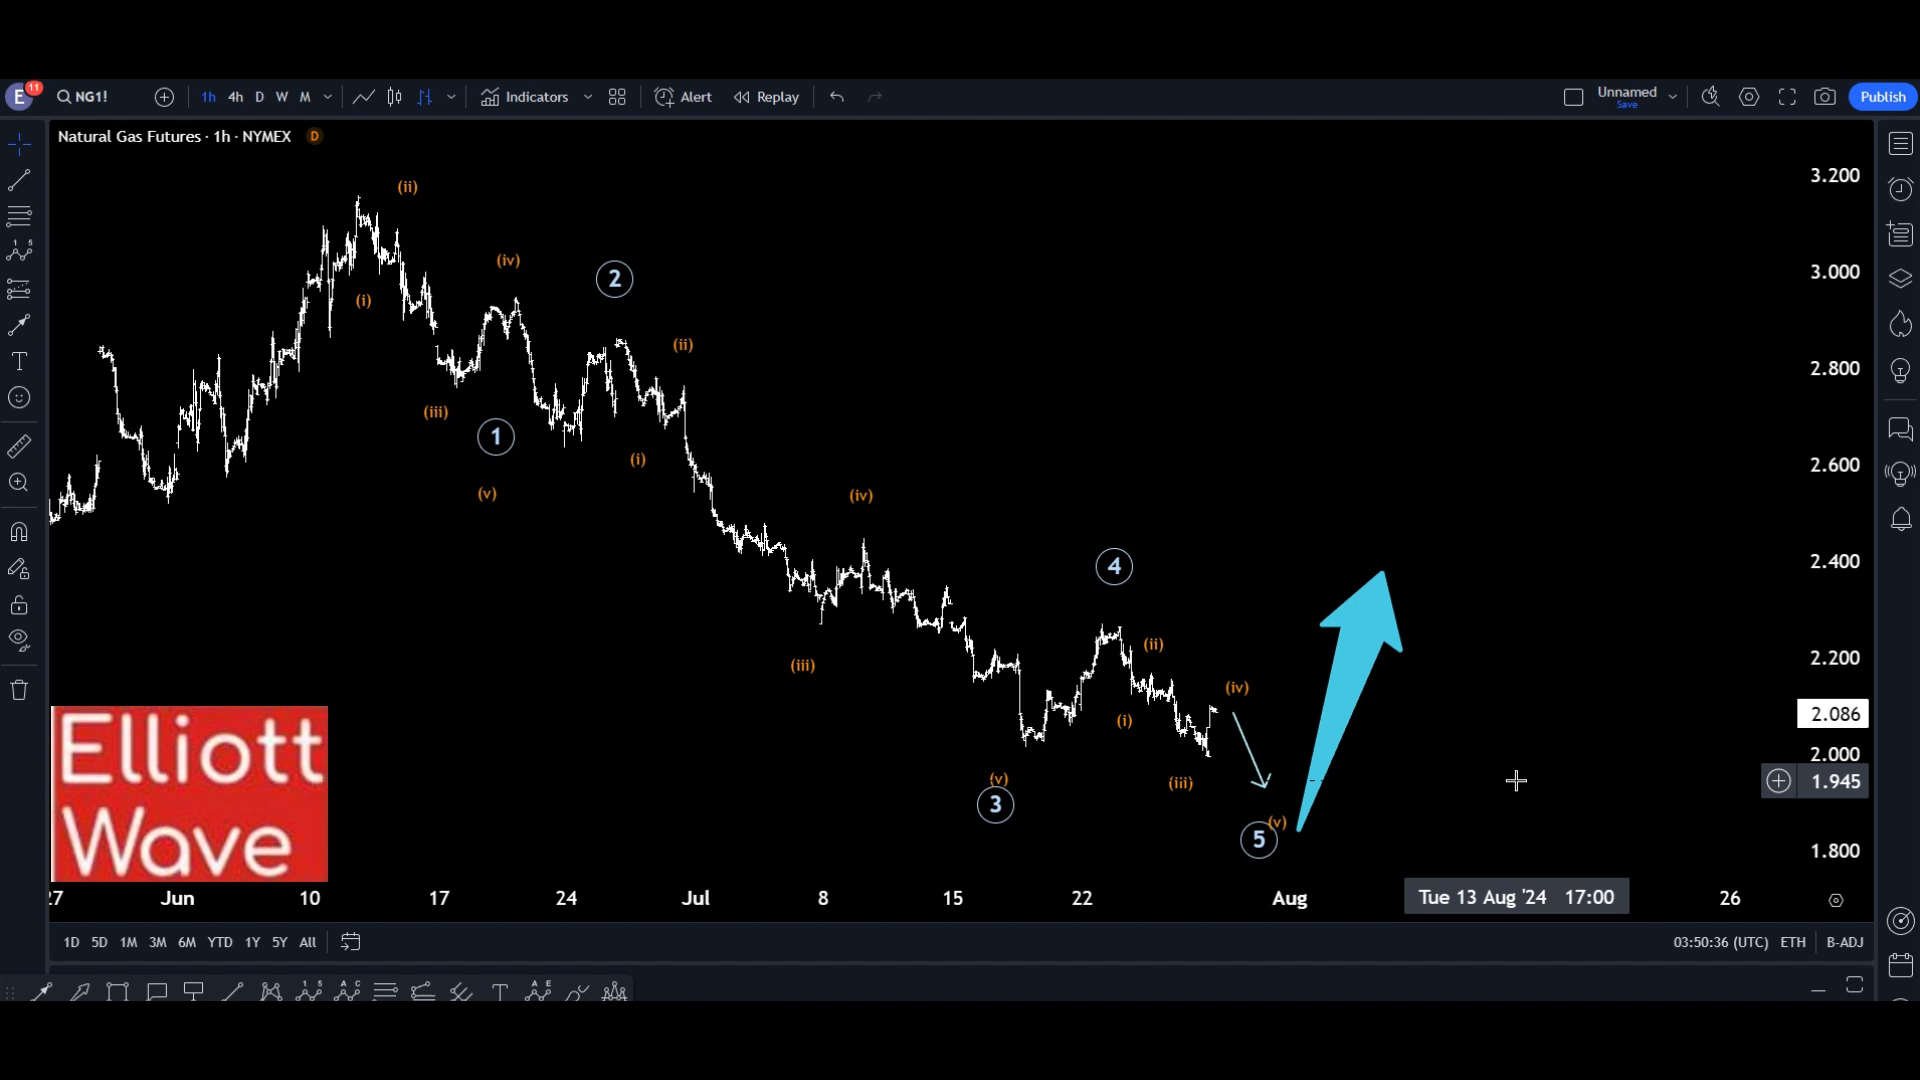 E 11 NG1! 1h 4h D W M Indicators Alert Replay Unnamed Publish
Save
Natural Gas Futures · 1h · NYMEX D
3.200
(ii)
(iv)
3.000
2
(i)
(ii)
2.800
(iii)
1
(i)
2.600
(v)
(iv)
2.400
4
(ii)
2.200
(iii)
(iv)
2.086
(i)
Elliott
Wave
2.000
(v)
(iii)
1.945
3
(v)
5
1.800
27 Jun 10 17 24 Jul 8 15 22 Aug Tue 13 Aug '24 17:00 26
1D 5D 1M 3M 6M YTD 1Y 5Y All 03:50:36 (UTC) ETH B-ADJ